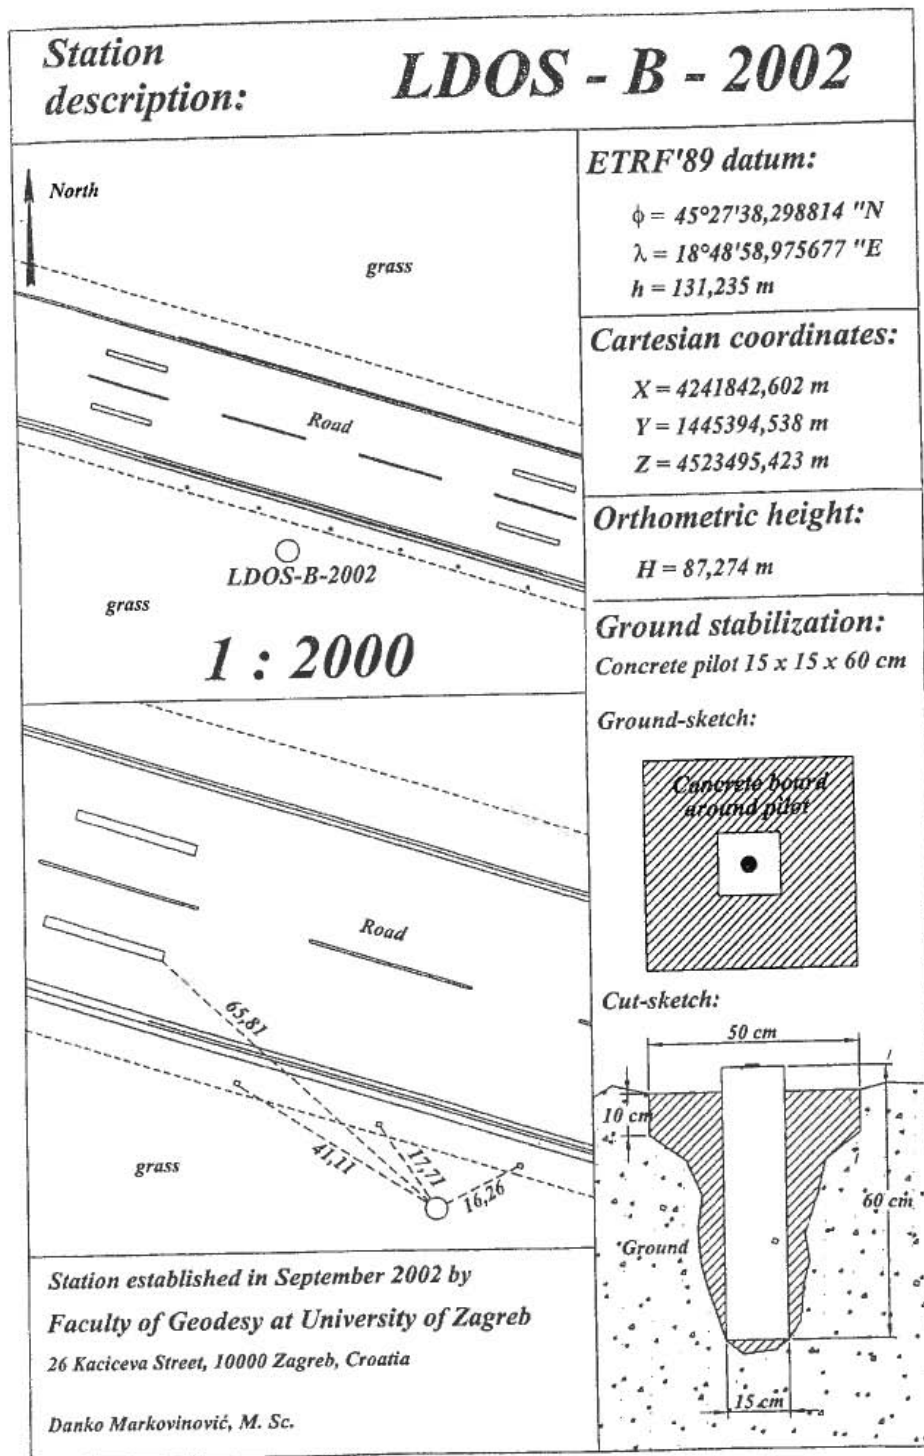 Station
description:
LDOS - B - 2002
North
grass
Road
LDOS-B-2002
grass
1 : 2000
Road
65,81
41,11
17,71
16,26
grass
Station established in September 2002 by
Faculty of Geodesy at University of Zagreb
26 Kaciceva Street, 10000 Zagreb, Croatia
Danko Markovinović, M. Sc.
ETRF'89 datum:
ϕ = 45°27'38,298814 "N
λ = 18°48'58,975677 "E
h = 131,235 m
Cartesian coordinates:
X = 4241842,602 m
Y = 1445394,538 m
Z = 4523495,423 m
Orthometric height:
H = 87,274 m
Ground stabilization:
Concrete pilot 15 x 15 x 60 cm
Ground-sketch:
Concrete board
around pilot
Cut-sketch:
50 cm
10 cm
60 cm
Ground
15 cm